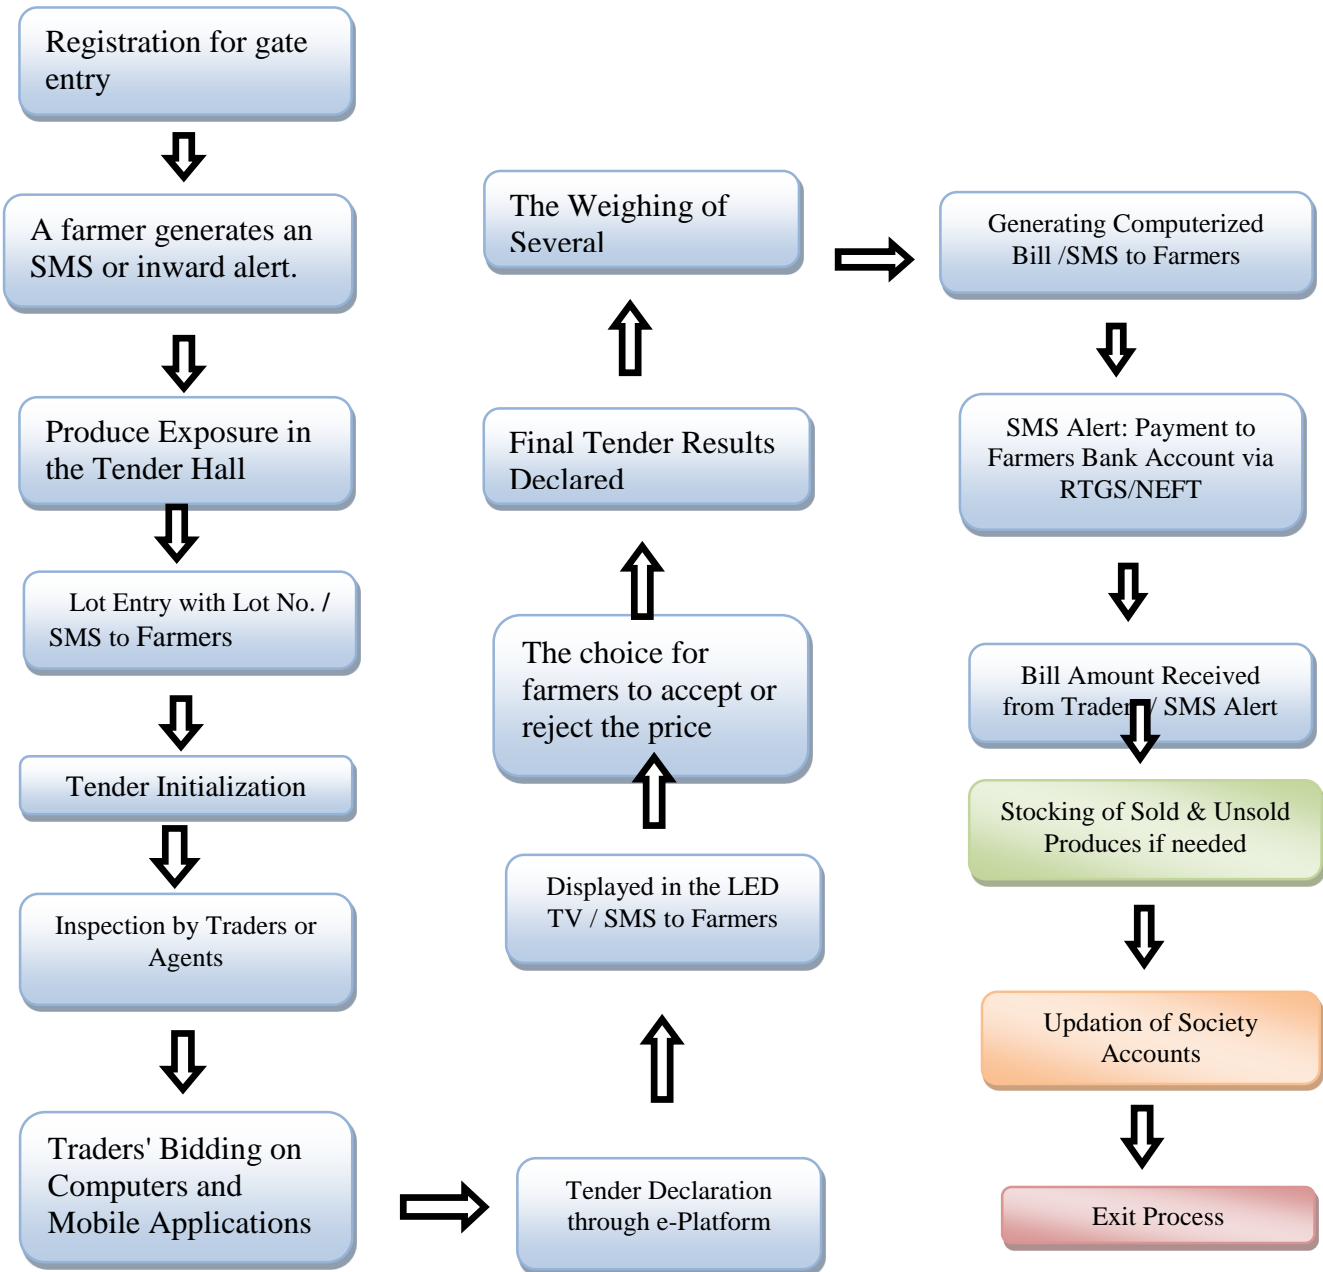 Registration for gate
entry
A farmer generates an
SMS or inward alert.
Produce Exposure in
the Tender Hall
Lot Entry with Lot No. /
SMS to Farmers
Tender Initialization
Inspection by Traders or
Agents
Traders' Bidding on
Computers and
Mobile Applications
Tender Declaration
through e-Platform
Displayed in the LED
TV / SMS to Farmers
The choice for
farmers to accept or
reject the price
Final Tender Results
Declared
The Weighing of
Several
Generating Computerized
Bill /SMS to Farmers
SMS Alert: Payment to
Farmers Bank Account via
RTGS/NEFT
Bill Amount Received
from Traders / SMS Alert
Stocking of Sold & Unsold
Produces if needed
Updation of Society
Accounts
Exit Process